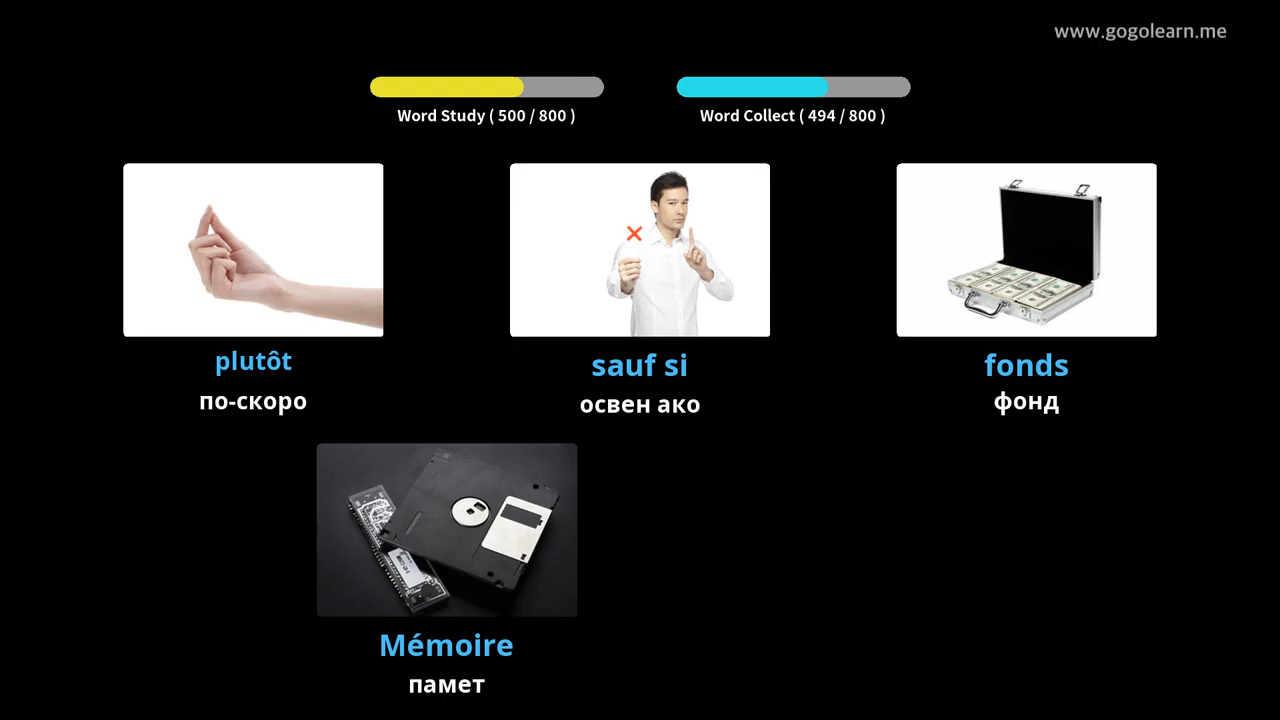 www.gogolearn.me
Word Study ( 500 / 800 )
Word Collect ( 494 / 800 )
plutôt
по-скоро
sauf si
освен ако
fonds
фонд
Mémoire
памет